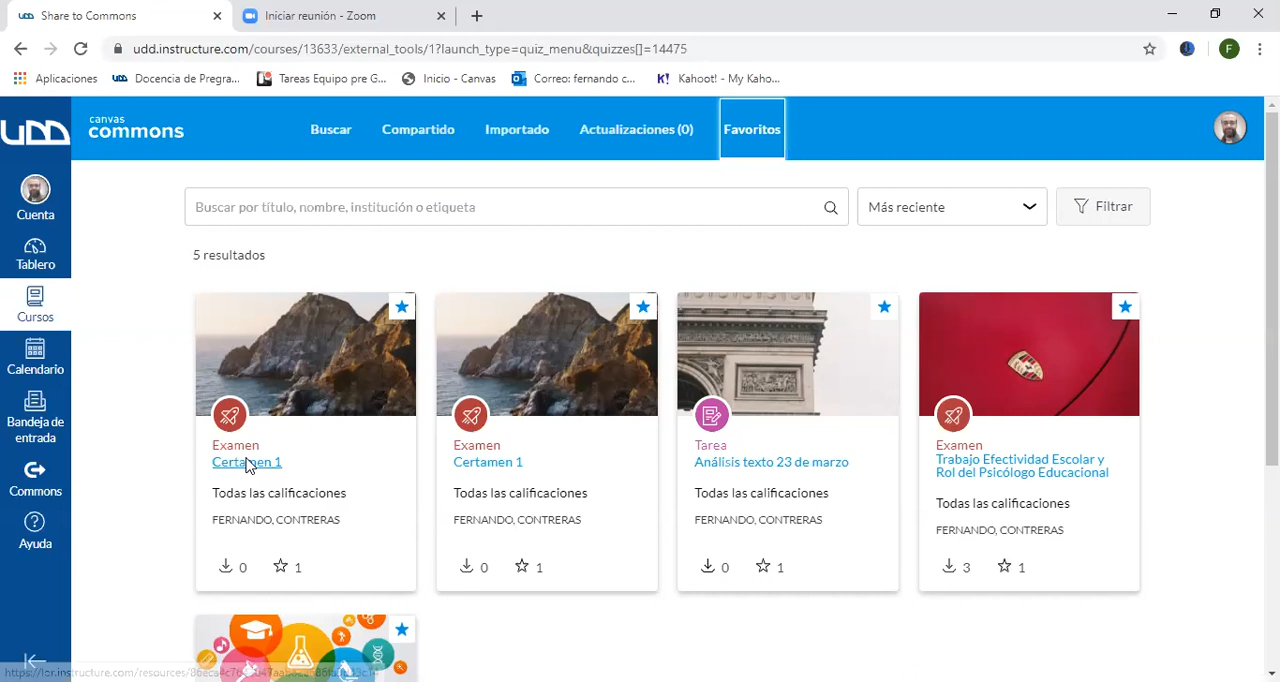 Share to Commons
Iniciar reunión - Zoom
udd.instructure.com/courses/13633/external_tools/1?launch_type=quiz_menu&quizzes[]=14475
F
Aplicaciones
Docencia de Pregra...
Tareas Equipo pre G...
Inicio - Canvas
Correo: fernando c...
K! Kahoot! - My Kaho...
UDD
canvas
commons
Buscar
Compartido
Importado
Actualizaciones (0)
Favoritos
Cuenta
Tablero
Cursos
Calendario
Bandeja de
entrada
Commons
Ayuda
Buscar por título, nombre, institución o etiqueta
Más reciente
Filtrar
5 resultados
Examen
Certamen 1
Todas las calificaciones
FERNANDO, CONTRERAS
0 1
Examen
Certamen 1
Todas las calificaciones
FERNANDO, CONTRERAS
0 1
Tarea
Análisis texto 23 de marzo
Todas las calificaciones
FERNANDO, CONTRERAS
0 1
Examen
Trabajo Efectividad Escolar y
Rol del Psicólogo Educacional
Todas las calificaciones
FERNANDO, CONTRERAS
3 1